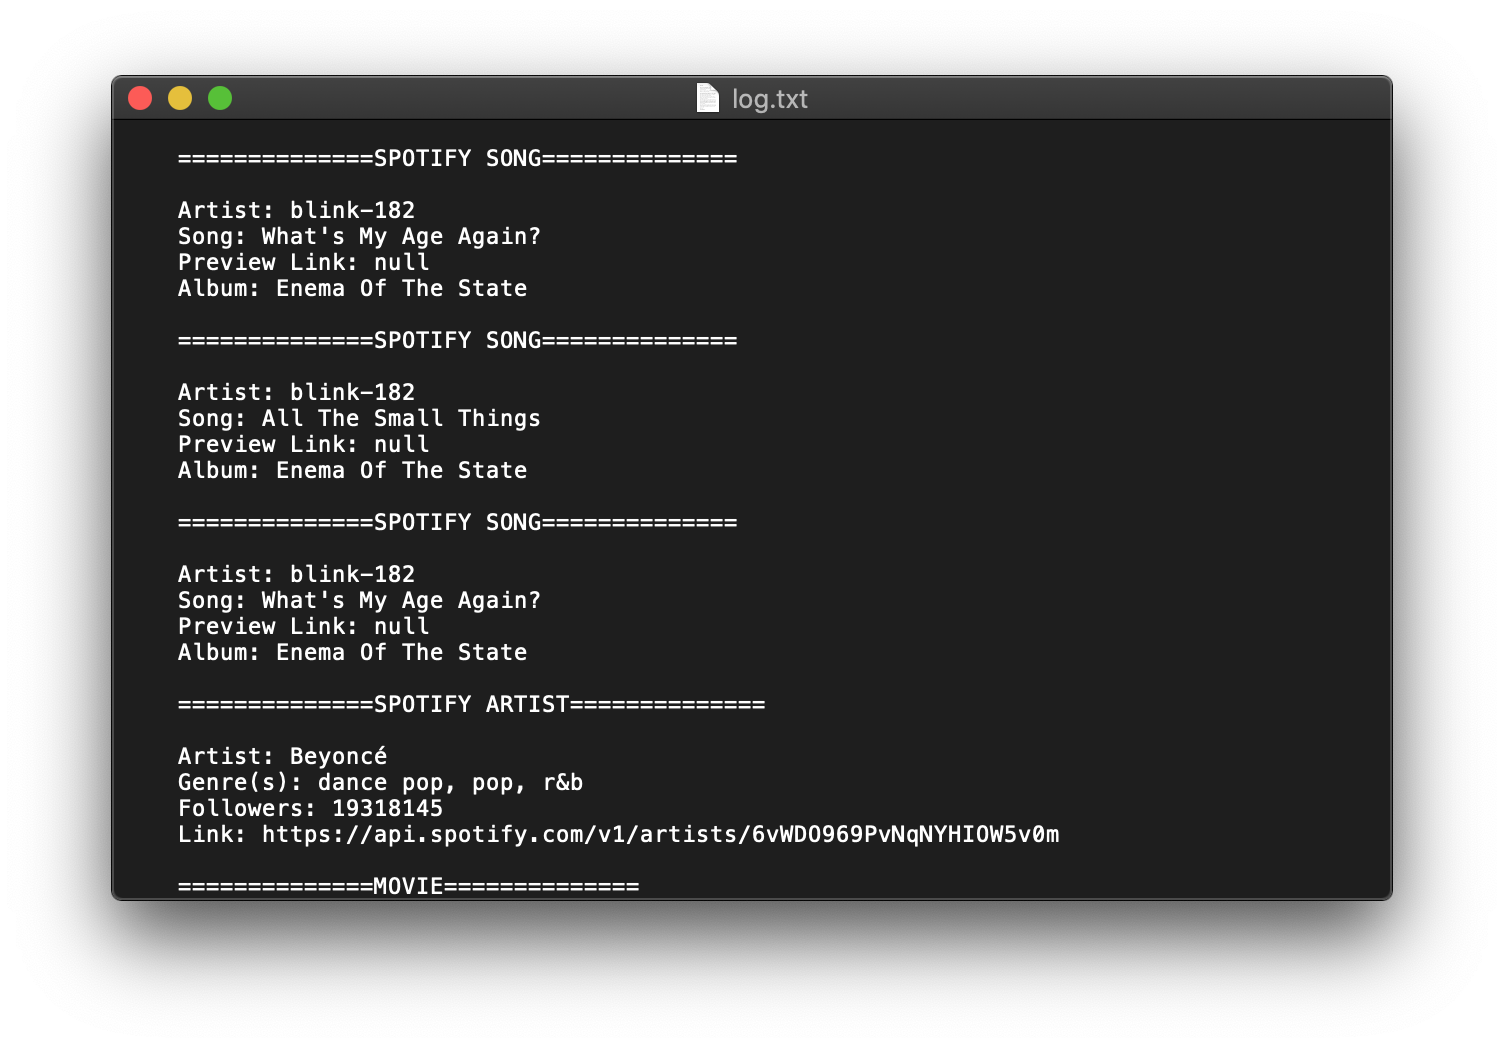 log.txt
==============SPOTIFY SONG==============
Artist: blink-182
Song: What's My Age Again?
Preview Link: null
Album: Enema Of The State
==============SPOTIFY SONG==============
Artist: blink-182
Song: All The Small Things
Preview Link: null
Album: Enema Of The State
==============SPOTIFY SONG==============
Artist: blink-182
Song: What's My Age Again?
Preview Link: null
Album: Enema Of The State
==============SPOTIFY ARTIST==============
Artist: Beyoncé
Genre(s): dance pop, pop, r&b
Followers: 19318145
Link: https://api.spotify.com/v1/artists/6vWDO969PvNqNYHIOW5v0m
==============MOVIE==============